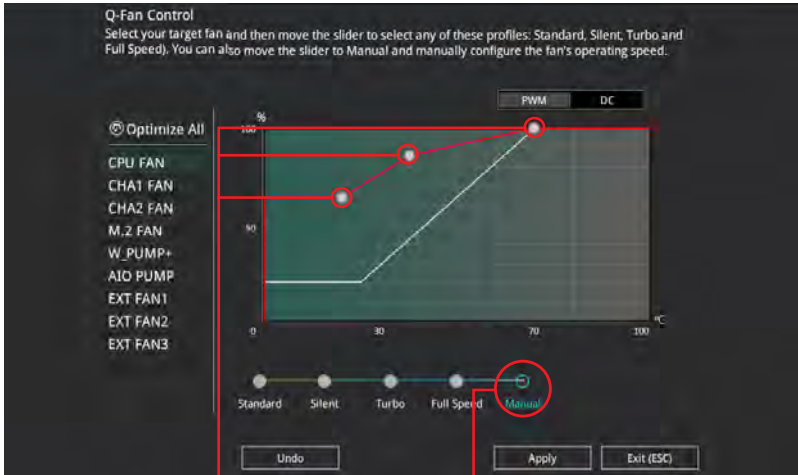 Q-Fan Control
Select your target fan and then move the slider to select any of these profiles: Standard, Silent, Turbo and
Full Speed). You can also move the slider to Manual and manually configure the fan's operating speed.
PWM DC
%
Optimize All
100
CPU FAN
CHA1 FAN
CHA2 FAN
M.2 FAN
50
W_PUMP+
AIO PUMP
EXT FAN1
EXT FAN2
EXT FAN3
°C
0 30 70 100
Standard Silent Turbo Full Speed Manual
Undo Apply Exit (ESC)